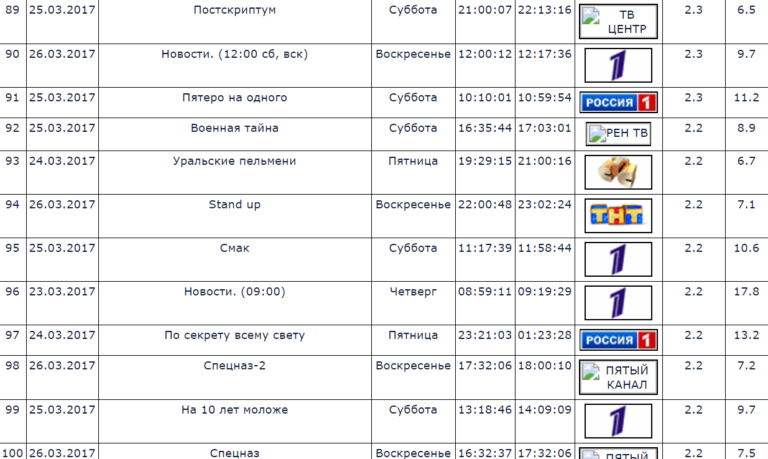 89 25.03.2017 Постскриптум Суббота 21:00:07 22:13:16 ТВ ЦЕНТР 2.3 6.5
90 26.03.2017 Новости. (12:00 сб, вск) Воскресенье 12:00:12 12:17:36 1 2.3 9.7
91 25.03.2017 Пятеро на одного Суббота 10:10:01 10:59:54 РОССИЯ 1 2.3 11.2
92 25.03.2017 Военная тайна Суббота 16:35:44 17:03:01 РЕН ТВ 2.2 8.9
93 24.03.2017 Уральские пельмени Пятница 19:29:15 21:00:16 СТС 2.2 6.7
94 26.03.2017 Stand up Воскресенье 22:00:48 23:02:24 ТНТ 2.2 7.1
95 25.03.2017 Смак Суббота 11:17:39 11:58:44 1 2.2 10.6
96 23.03.2017 Новости. (09:00) Четверг 08:59:11 09:19:29 1 2.2 17.8
97 24.03.2017 По секрету всему свету Пятница 23:21:03 01:23:28 РОССИЯ 1 2.2 13.2
98 26.03.2017 Спецназ-2 Воскресенье 17:32:06 18:00:10 ПЯТЫЙ КАНАЛ 2.2 7.2
99 25.03.2017 На 10 лет моложе Суббота 13:18:46 14:09:09 1 2.2 9.7
100 26.03.2017 Спецназ Воскресенье 16:32:37 17:32:06 ПЯТЫЙ 2.2 7.5